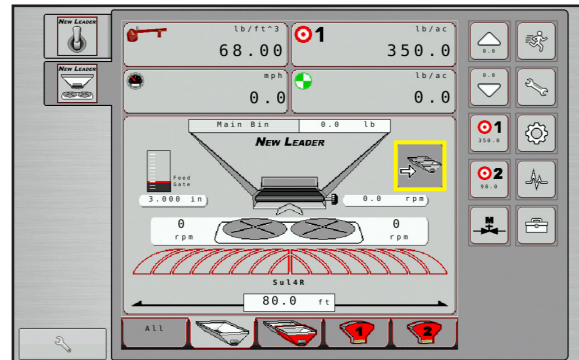 NEW LEADER
NEW LEADER
lb/ft^3
68.00
1
lb/ac
350.0
mph
0.0
lb/ac
0.0
Main Bin
0.0 lb
NEW LEADER
Feed
Gate
3.000 in
0.0 rpm
0
rpm
0
rpm
Sul4R
80.0 ft
All
1
2
0.0
0.0
1
350.0
2
90.0
M